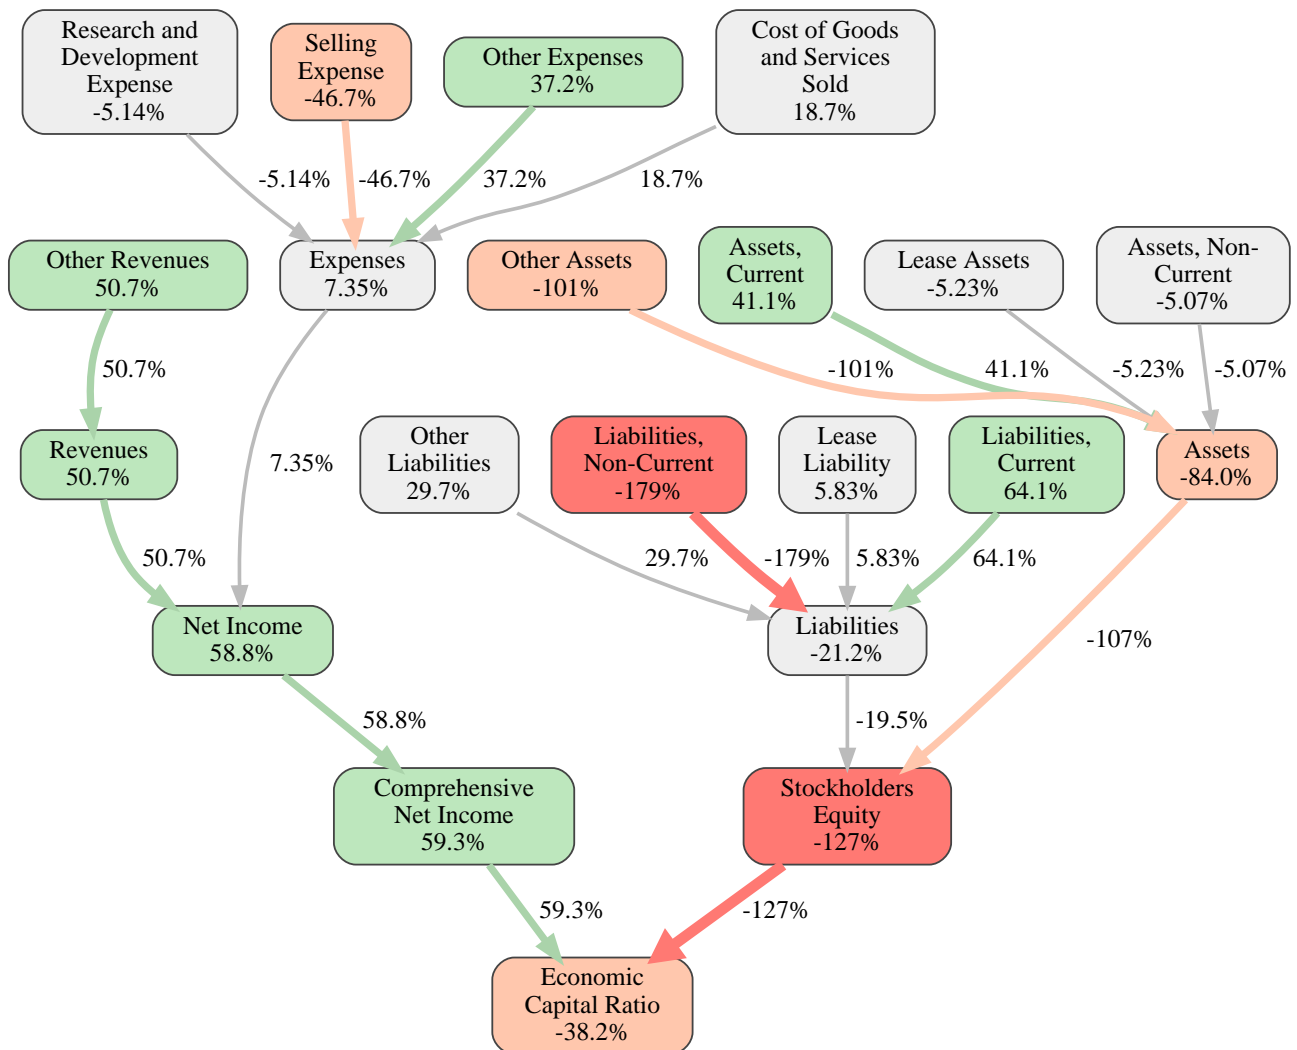 Research and
Development
Expense
-5.14%
Selling
Expense
-46.7%
Other Expenses
37.2%
Cost of Goods
and Services
Sold
18.7%
-5.14%
-46.7%
37.2%
18.7%
Other Revenues
50.7%
Expenses
7.35%
Other Assets
-101%
Assets,
Current
41.1%
Lease Assets
-5.23%
Assets, Non-
Current
-5.07%
50.7%
-101%
41.1%
-5.23%
-5.07%
Revenues
50.7%
7.35%
Other
Liabilities
29.7%
Liabilities,
Non-Current
-179%
Lease
Liability
5.83%
Liabilities,
Current
64.1%
Assets
-84.0%
50.7%
29.7%
-179%
5.83%
64.1%
Net Income
58.8%
Liabilities
-21.2%
-107%
58.8%
-19.5%
Comprehensive
Net Income
59.3%
Stockholders
Equity
-127%
59.3%
-127%
Economic
Capital Ratio
-38.2%